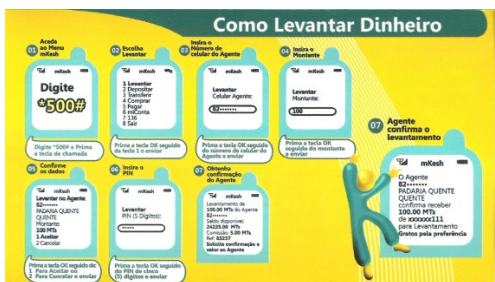 Como Levantar Dinheiro
01 Aceda
ao Menu
mKesh
mKesh
Digite
*500#
Digite *500# e Prima
a tecla de chamada
02 Escolha
Levantar
mKesh
1 Levantar
2 Depositar
3 Transferir
4 Comprar
5 Pagar
6 mConta
7 136
8 Sair
Prima a tecla OK seguido
da tecla 1 e enviar
03 Insira o
Número de
celular do Agente
mKesh
Levantar
Celular Agente:
82•••••••
Prima a tecla OK seguido
do número de celular do
Agente e enviar
04 Insira o
Montante
mKesh
Levantar
Montante:
100
Prima a tecla OK
seguido do montante
e enviar
05 Confirme
os dados
mKesh
Levantar no Agente:
82•••••••
PADARIA QUENTE
QUENTE
Montante:
100 MTs
1 Aceitar
2 Cancelar
Prima a tecla OK seguido de:
1 Para Aceitar ou
2 Para Cancelar e enviar
06 Insira o
PIN
mKesh
Levantar
PIN (5 Dígitos):
•••••
Prima a tecla OK seguido
do PIN de cinco
(5) dígitos e enviar
07 Obtenha
confirmação
do Agente
mKesh
Levantamento de
100.00 MTs do Agente
82•••••••
Saldo disponível:
24225.00 MTs
Comissão: 5.00 MTs
Ref: 83237
Solicite confirmação e
valor ao Agente
07 Agente
confirma o
levantamento
mKesh
O Agente
82•••••••
PADARIA QUENTE
QUENTE
confirma receber
100.00 MTs
de xxxxxx111
para Levantamento
Gratos pela preferência